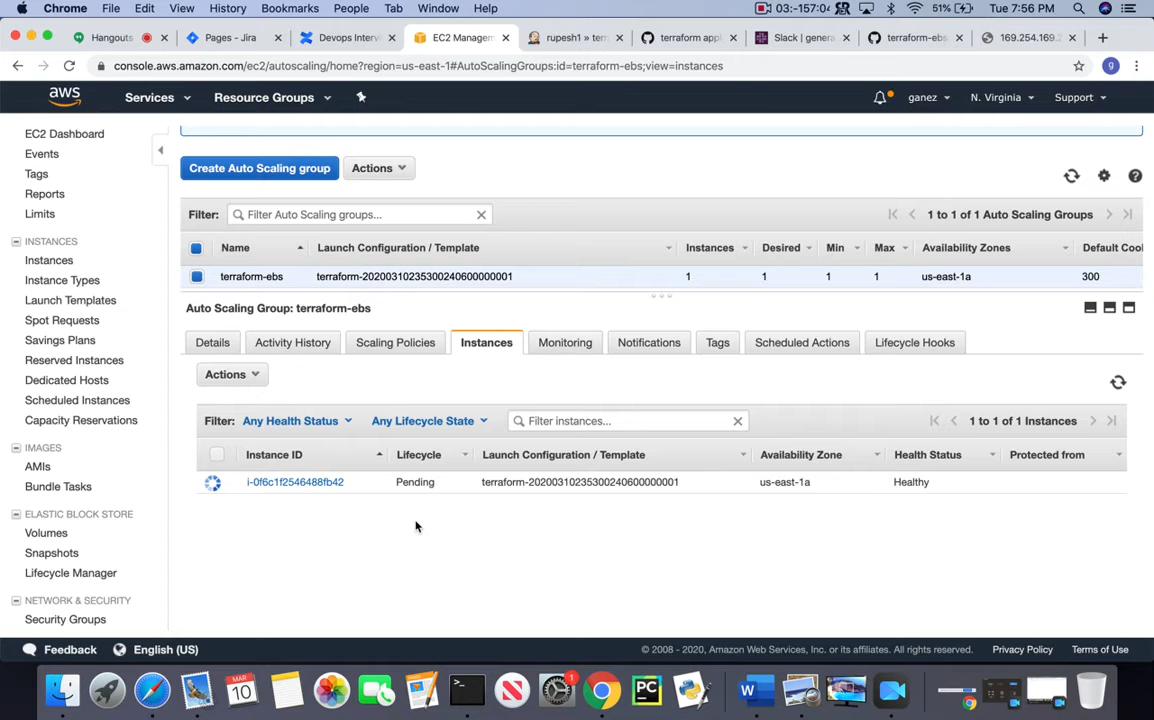 Chrome File Edit View History Bookmarks People Tab Window Help 03:-157:04 51% Tue 7:56 PM
Hangouts Pages - Jira Devops Intervi EC2 Manageme rupesh1 » terr terraform appl Slack | genera terraform-ebs 169.254.169.2
console.aws.amazon.com/ec2/autoscaling/home?region=us-east-1#AutoScalingGroups:id=terraform-ebs;view=instances g
aws Services Resource Groups ganez N. Virginia Support
EC2 Dashboard
Events
Tags
Reports
Limits
INSTANCES
Instances
Instance Types
Launch Templates
Spot Requests
Savings Plans
Reserved Instances
Dedicated Hosts
Scheduled Instances
Capacity Reservations
IMAGES
AMIs
Bundle Tasks
ELASTIC BLOCK STORE
Volumes
Snapshots
Lifecycle Manager
NETWORK & SECURITY
Security Groups
Create Auto Scaling group Actions
Filter: Filter Auto Scaling groups... 1 to 1 of 1 Auto Scaling Groups
Name Launch Configuration / Template Instances Desired Min Max Availability Zones Default Cool
terraform-ebs terraform-20200310235300240600000001 1 1 1 1 us-east-1a 300
Auto Scaling Group: terraform-ebs
Details Activity History Scaling Policies Instances Monitoring Notifications Tags Scheduled Actions Lifecycle Hooks
Actions
Filter: Any Health Status Any Lifecycle State Filter instances... 1 to 1 of 1 Instances
Instance ID Lifecycle Launch Configuration / Template Availability Zone Health Status Protected from
i-0f6c1f2546488fb42 Pending terraform-20200310235300240600000001 us-east-1a Healthy
Feedback English (US) © 2008 - 2020, Amazon Web Services, Inc. or its affiliates. All rights reserved. Privacy Policy Terms of Use
MAR 10 1 PC W